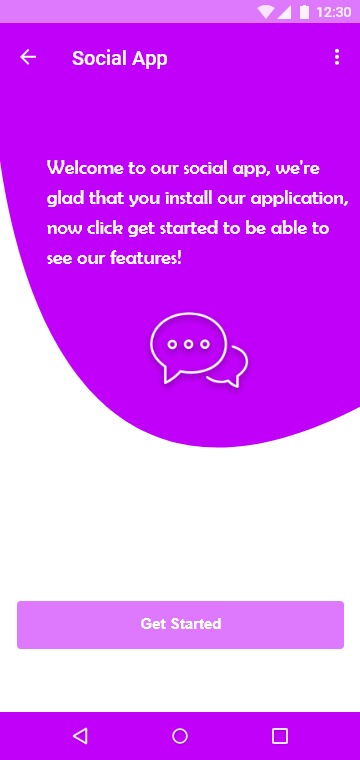 12:30
Social App
Welcome to our social app, we're
glad that you install our application,
now click get started to be able to
see our features!
Get Started